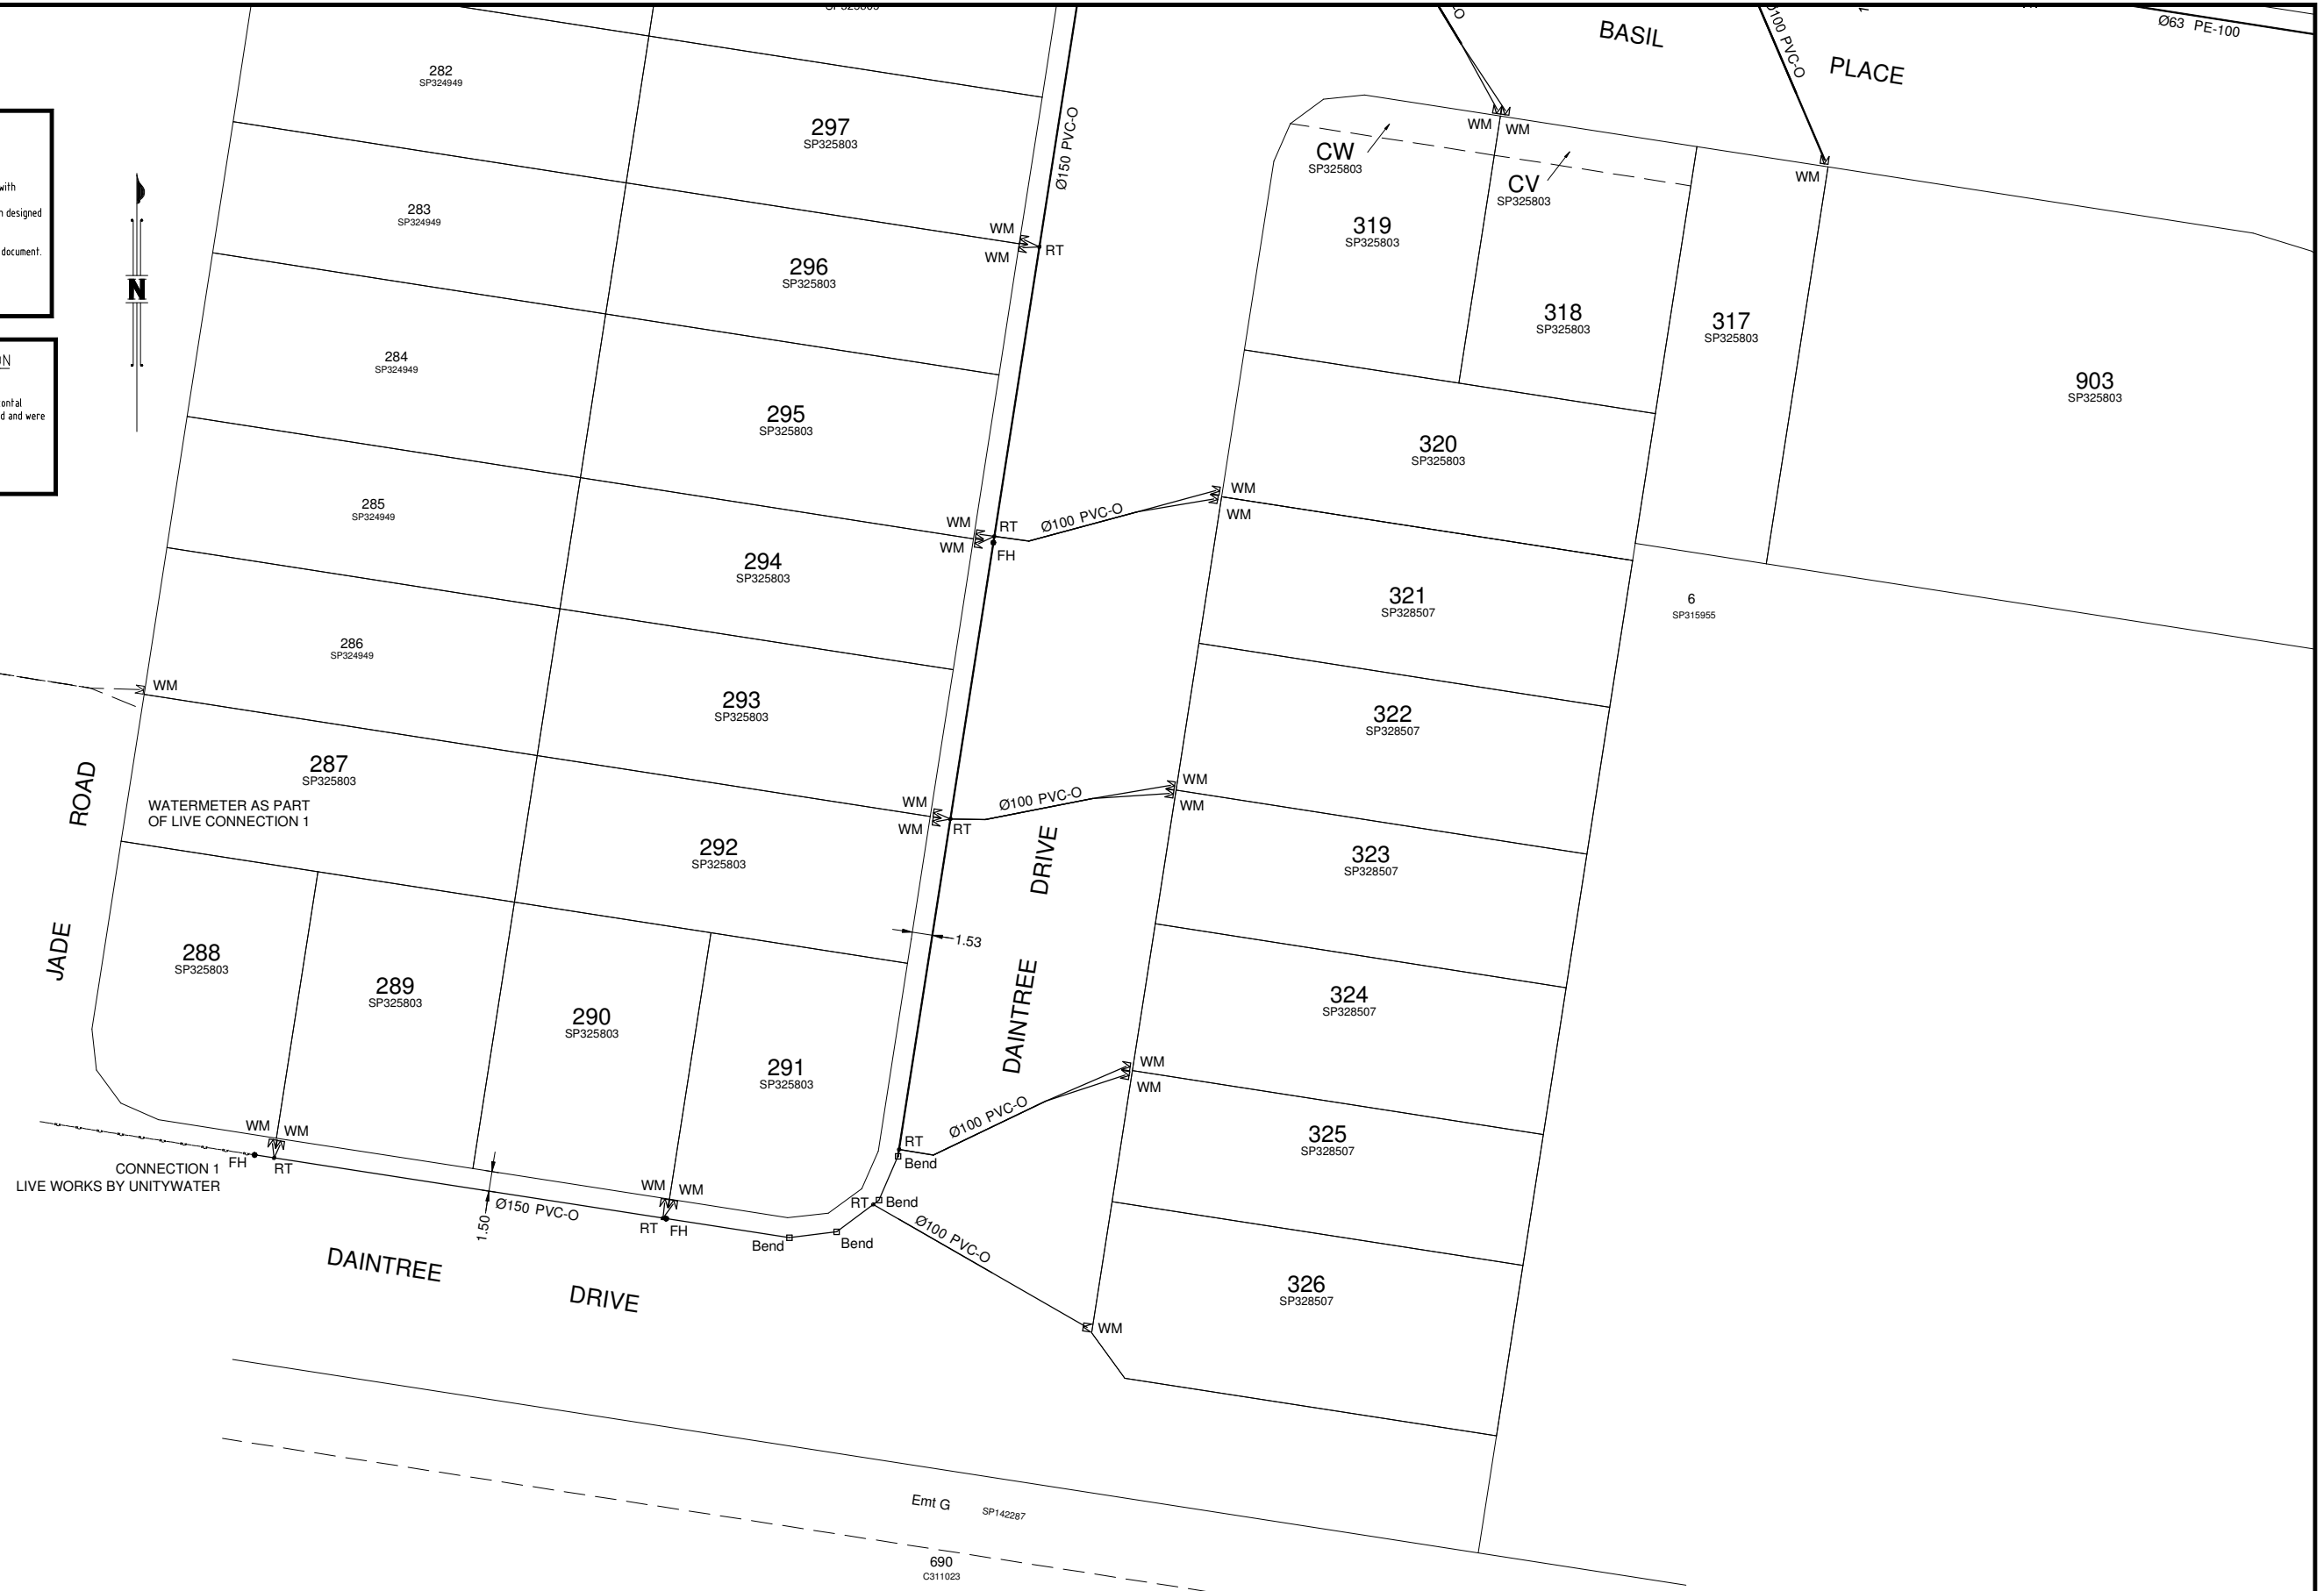 BASIL
PLACE
Ø63 PE-100
Ø100 PVC-O
282
SP324949
297
SP325803
Ø150 PVC-O
WM WM
WM
CW
SP325803
CV
SP325803
with
designed
document.
283
SP324949
N
296
SP325803
WM
WM
RT
319
SP325803
318
SP325803
317
SP325803
903
SP325803
284
SP324949
295
SP325803
320
SP325803
ontal
d and were
285
SP324949
WM
WM
RT
FH
Ø100 PVC-O
WM
WM
294
SP325803
321
SP328507
6
SP315955
286
SP324949
WM
293
SP325803
322
SP328507
287
SP325803
WATERMETER AS PART
OF LIVE CONNECTION 1
WM
WM
RT
Ø100 PVC-O
WM
WM
JADE ROAD
292
SP325803
323
SP328507
DAINTREE DRIVE
1.53
288
SP325803
289
SP325803
290
SP325803
291
SP325803
324
SP328507
WM
WM
Ø100 PVC-O
RT
Bend
325
SP328507
WM WM
FH
RT
CONNECTION 1
LIVE WORKS BY UNITYWATER
1.50
Ø150 PVC-O
WM WM
RT FH
Bend
Bend
RT
Bend
Ø100 PVC-O
WM
326
SP328507
DAINTREE DRIVE
Emt G SP142287
690
C311023